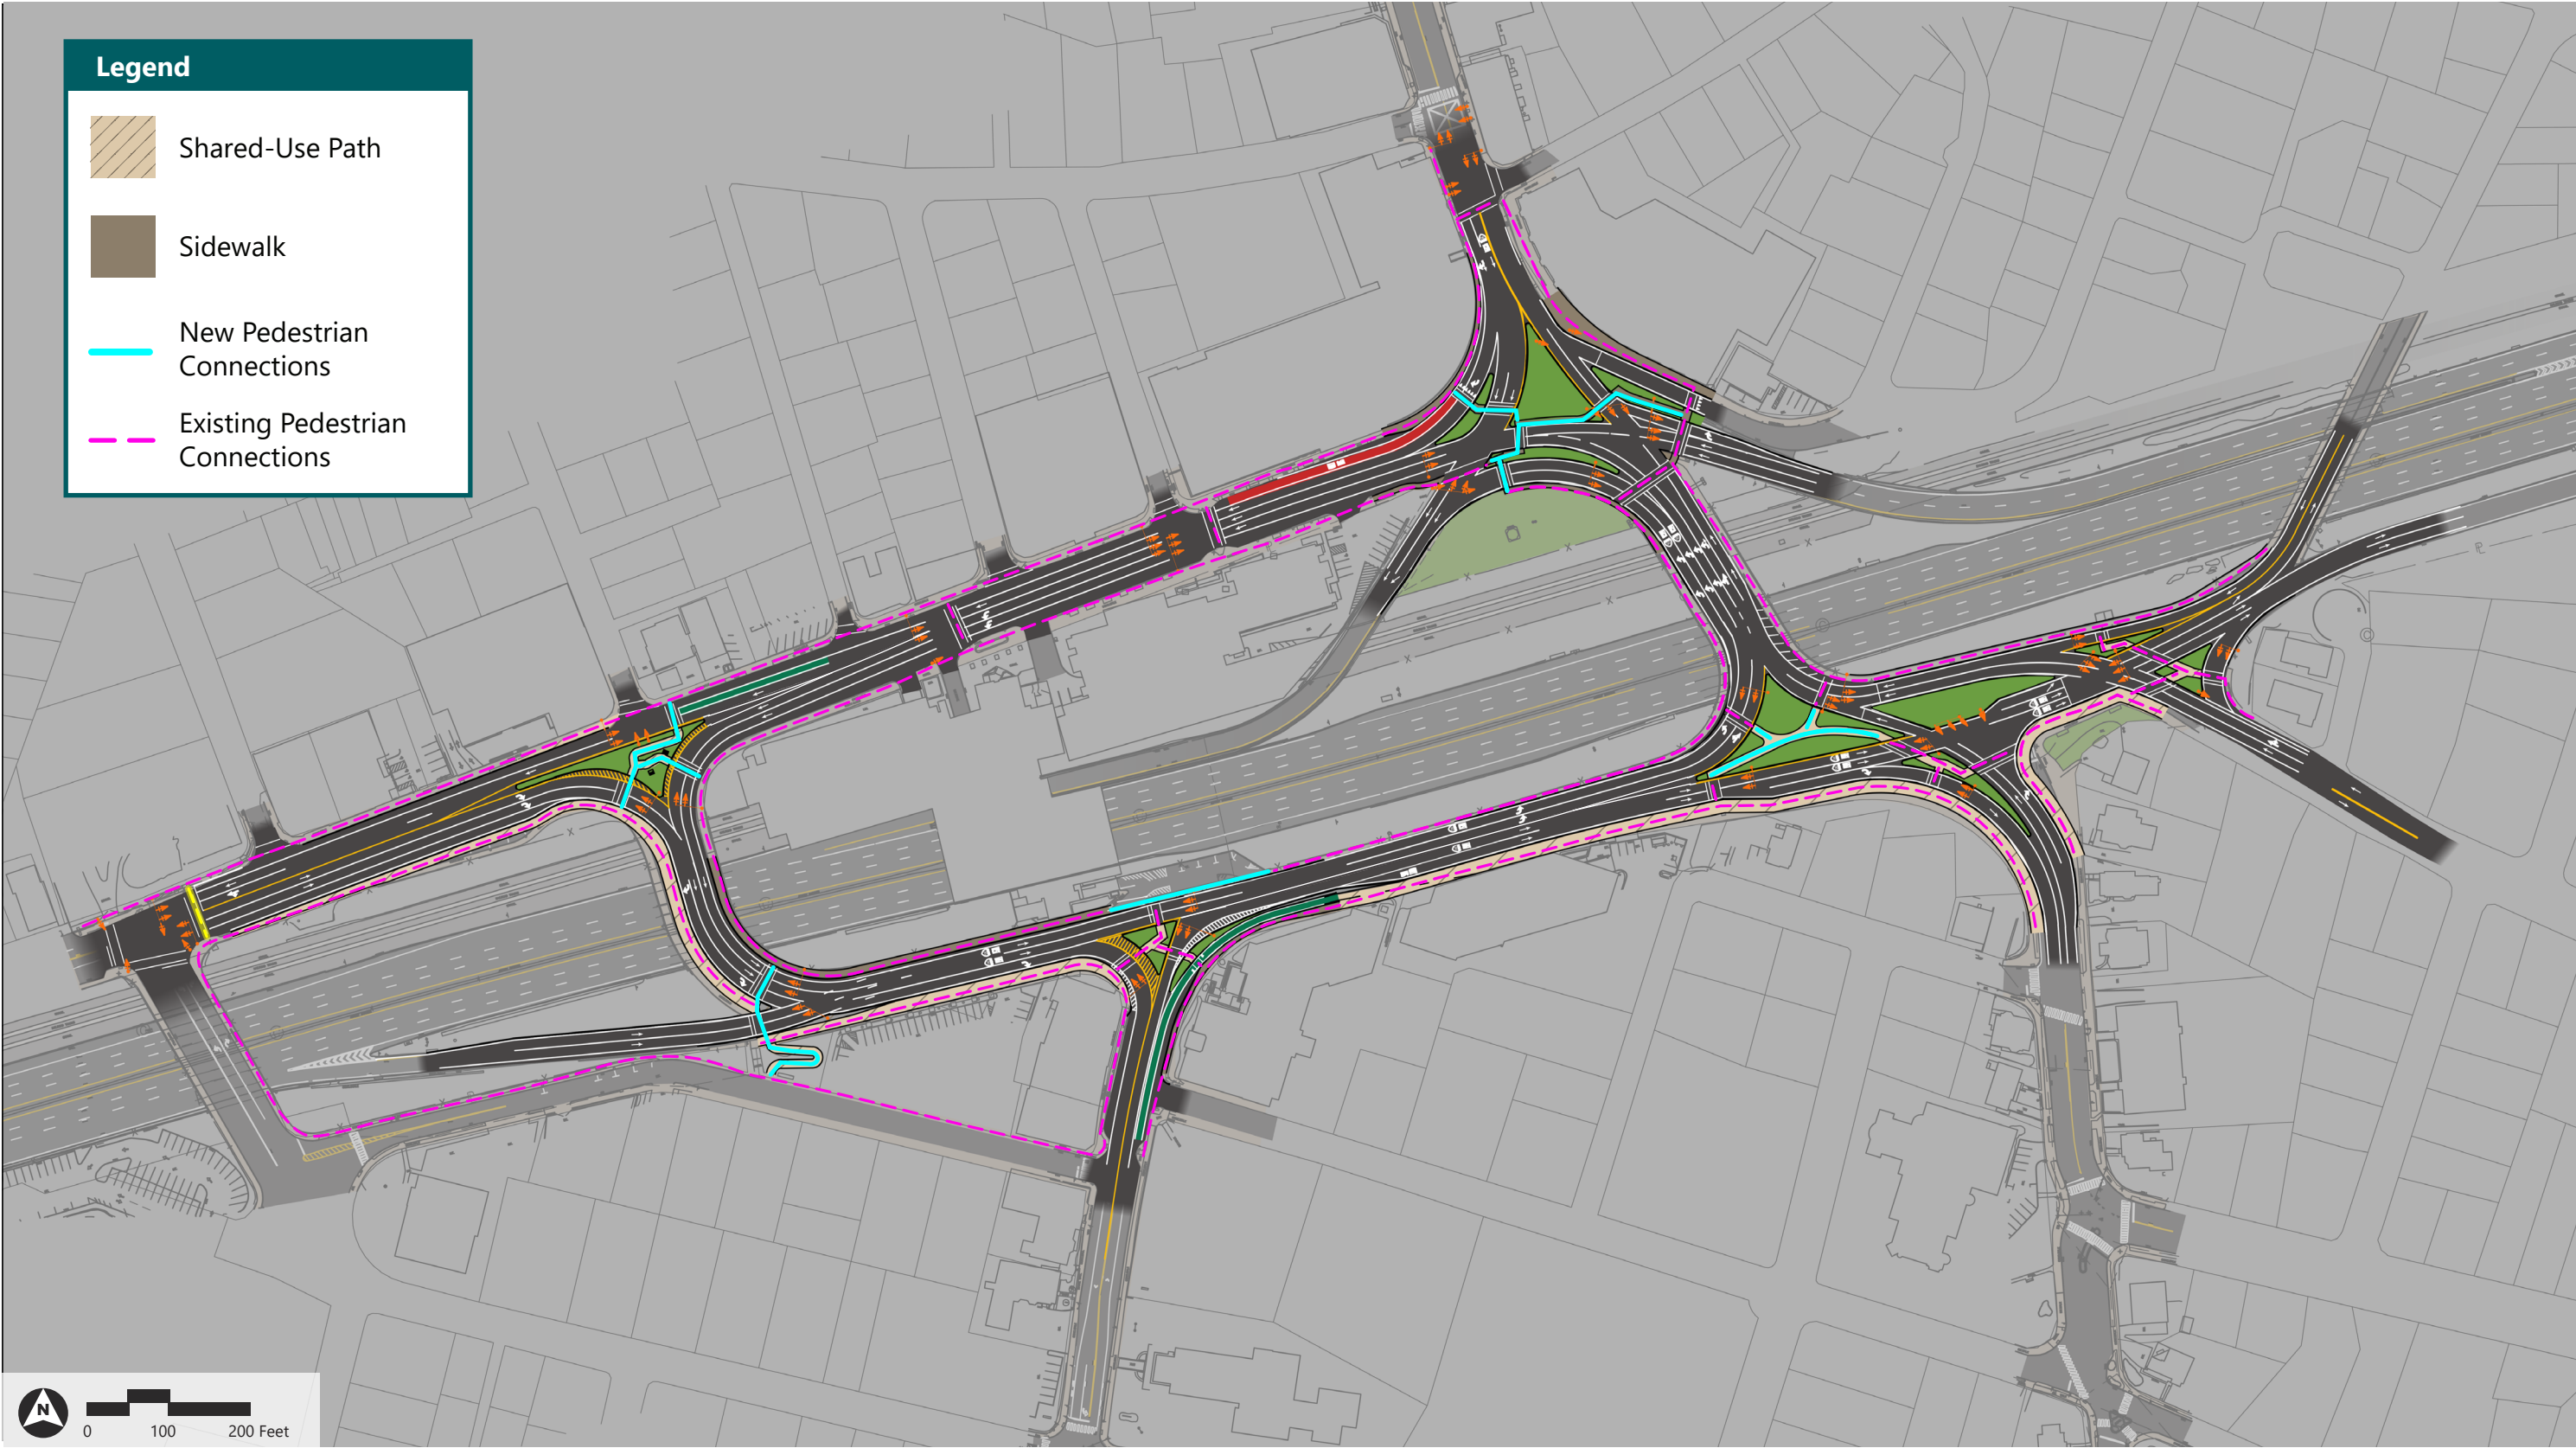 Legend
Shared-Use Path
Sidewalk
New Pedestrian
Connections
Existing Pedestrian
Connections
N
0 100 200 Feet